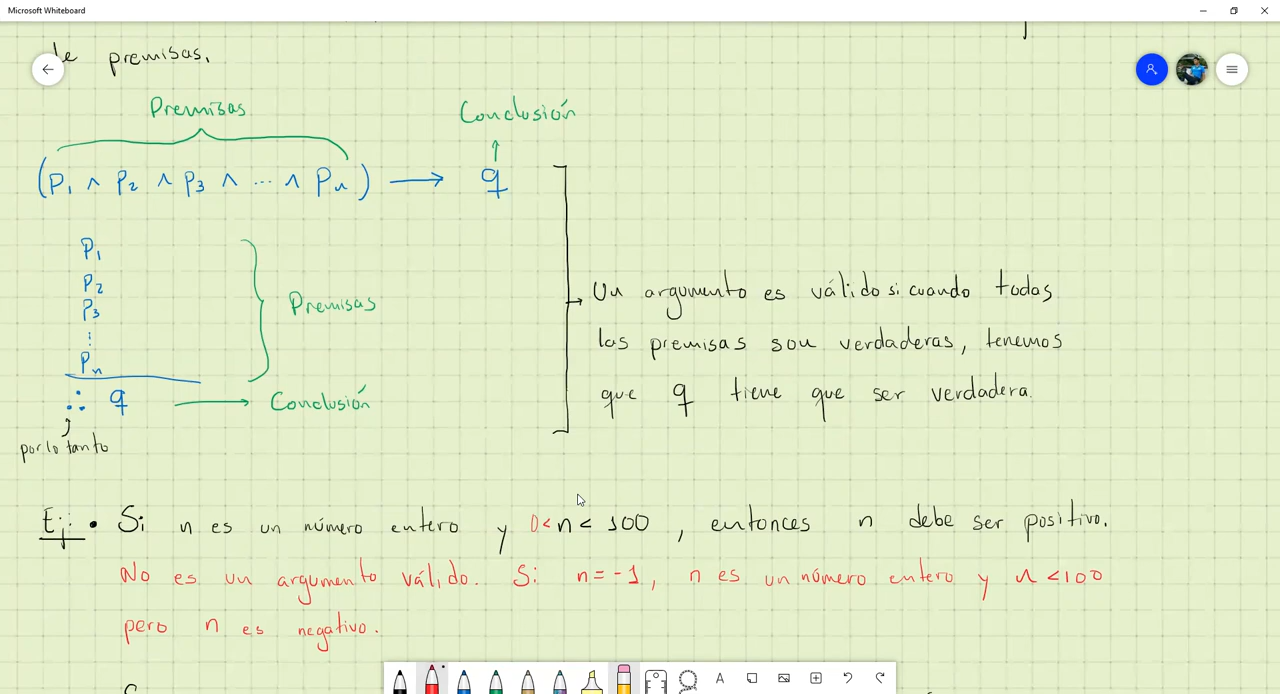 Microsoft Whiteboard
de premisas.
Premisas
Conclusión
(P1 ∧ P2 ∧ P3 ∧ ... ∧ Pn) → q
P1
P2
P3
⋮
Pn
Premisas
∴ q → Conclusión
por lo tanto
Un argumento es válido si cuando todas
las premisas son verdaderas, tenemos
que q tiene que ser verdadera.
Ej: • Si n es un número entero y 0< n < 100, entonces n debe ser positivo.
No es un argumento válido. Si n = -1, n es un número entero y n < 100
pero n es negativo.